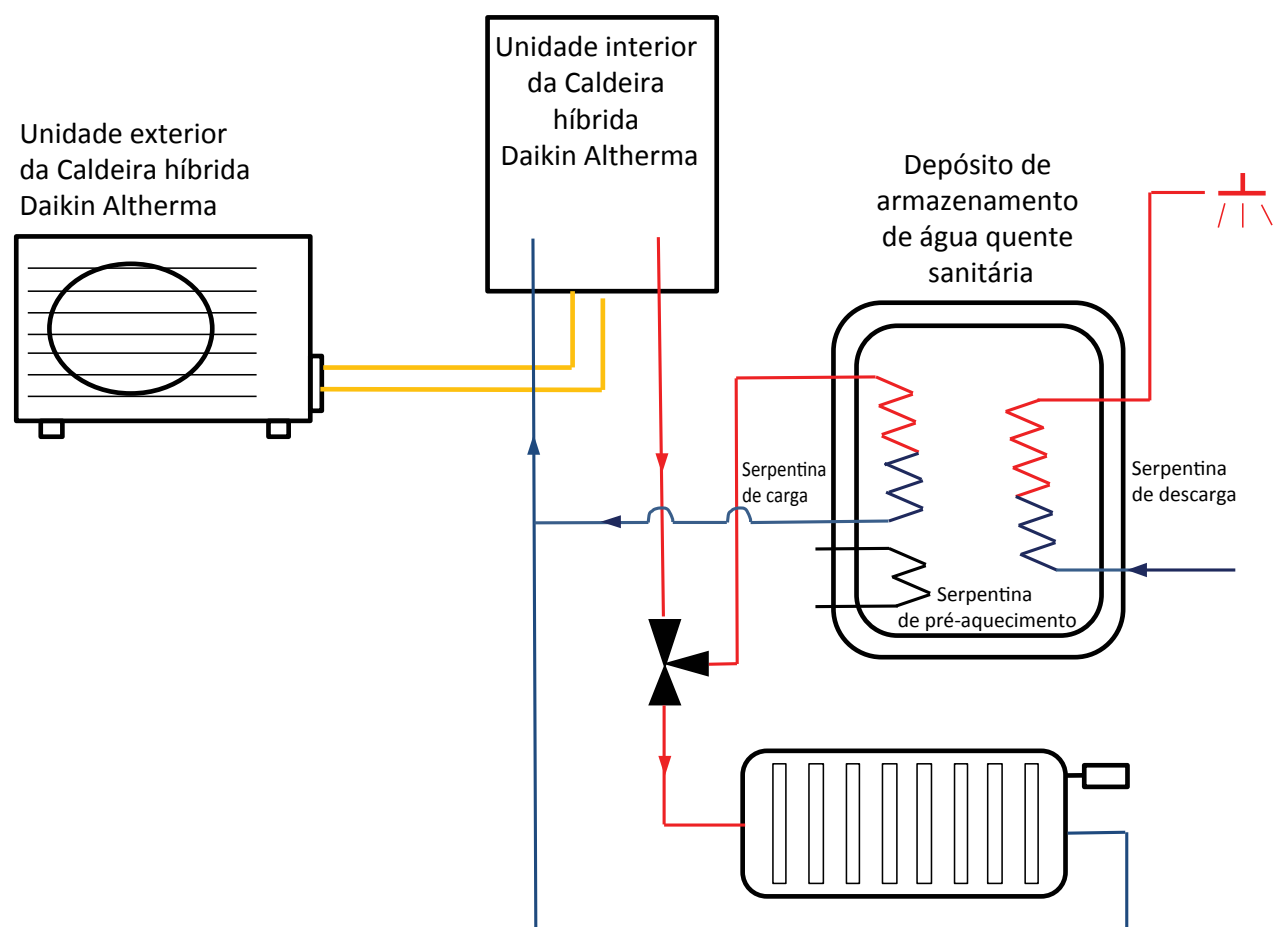 Unidade interior
da Caldeira
híbrida
Daikin Altherma
Unidade exterior
da Caldeira híbrida
Daikin Altherma
Depósito de
armazenamento
de água quente
sanitária
Serpentina
de carga
Serpentina
de descarga
Serpentina
de pré-aquecimento